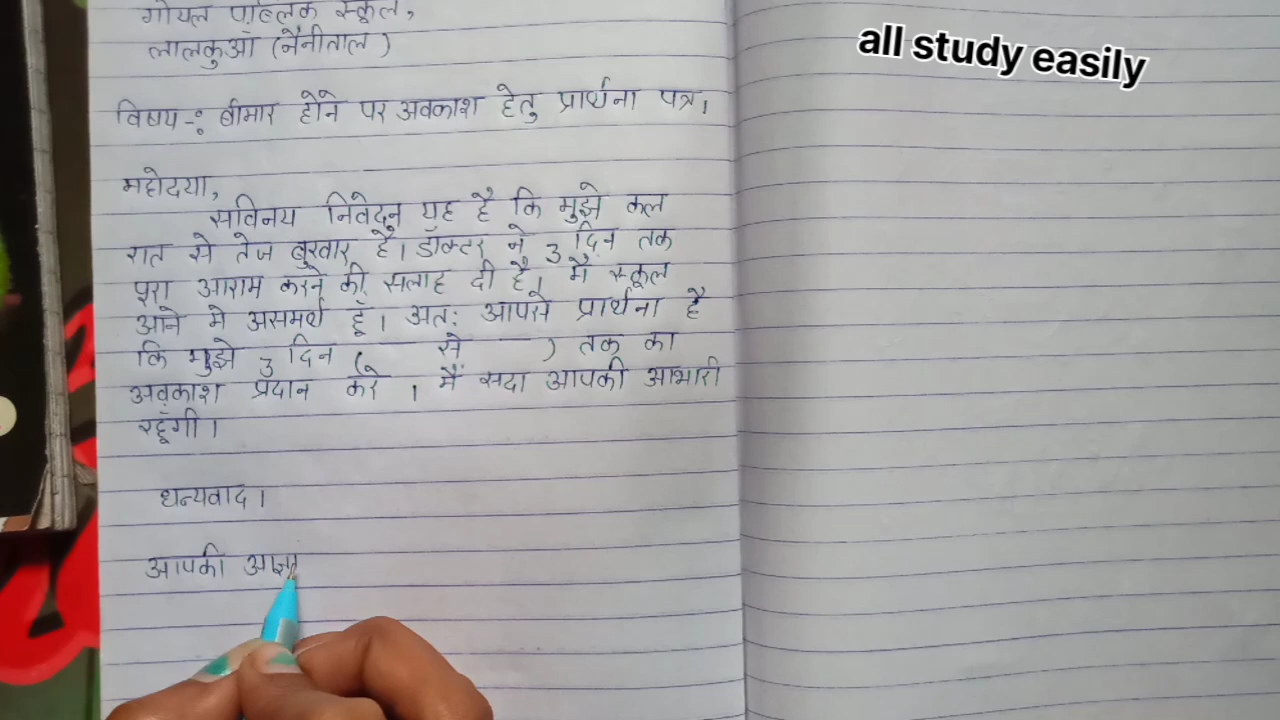 गोयल पब्लिक स्कूल,
लालकुआँ (नैनीताल)
all study easily
विषय-: बीमार होने पर अवकाश हेतु प्रार्थना पत्र।
महोदया,
सविनय निवेदन यह है कि मुझे कल
रात से तेज बुखार है। डॉक्टर ने 3 दिन तक
पूरा आराम करने की सलाह दी है। मैं स्कूल
आने मे असमर्थ हूँ। अतः आपसे प्रार्थना है
कि मुझे 3 दिन ( से ) तक का
अवकाश प्रदान करे । मैं सदा आपकी आभारी
रहूँगी।
धन्यवाद।
आपकी आज्ञा